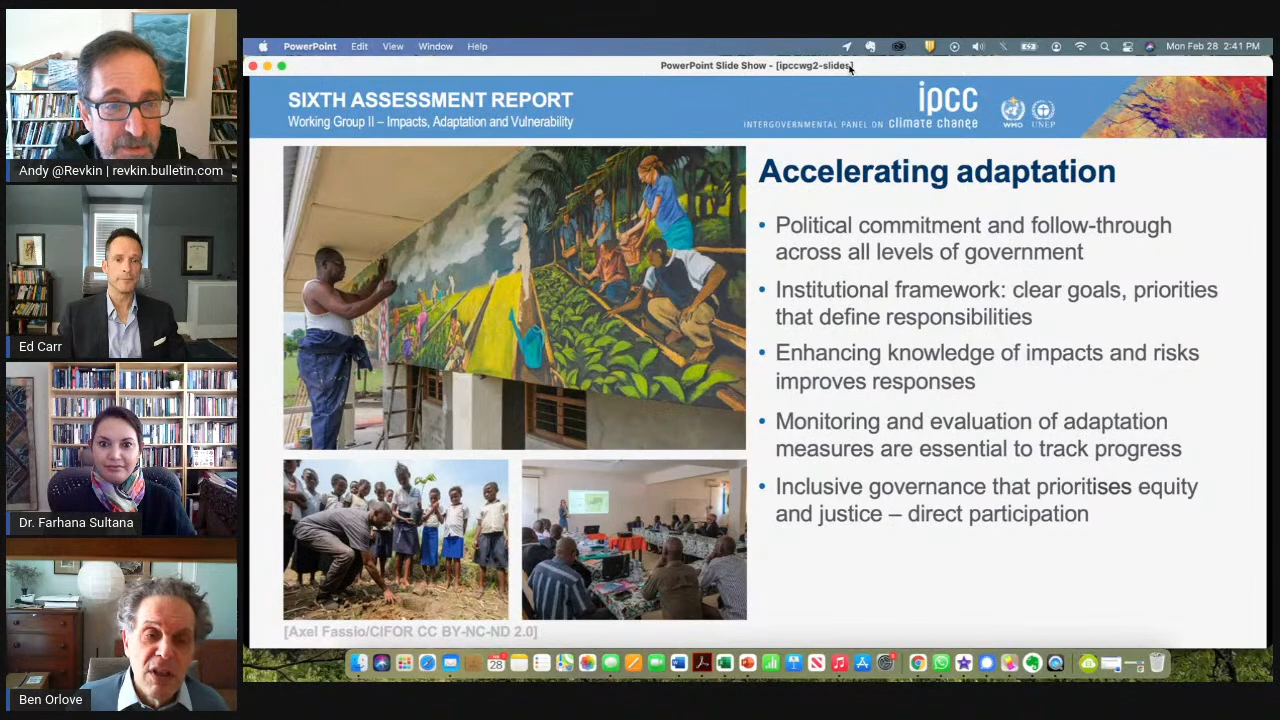 PowerPoint Edit View Window Help
Mon Feb 28 2:41 PM
PowerPoint Slide Show - [ipccwg2-slides]
SIXTH ASSESSMENT REPORT
Working Group II – Impacts, Adaptation and Vulnerability
ipcc
INTERGOVERNMENTAL PANEL ON climate change
WMO
UNEP
Accelerating adaptation
• Political commitment and follow-through
across all levels of government
• Institutional framework: clear goals, priorities
that define responsibilities
• Enhancing knowledge of impacts and risks
improves responses
• Monitoring and evaluation of adaptation
measures are essential to track progress
• Inclusive governance that prioritises equity
and justice – direct participation
[Axel Fassio/CIFOR CC BY-NC-ND 2.0]
28
Andy @Revkin | revkin.bulletin.com
Ed Carr
Dr. Farhana Sultana
Ben Orlove